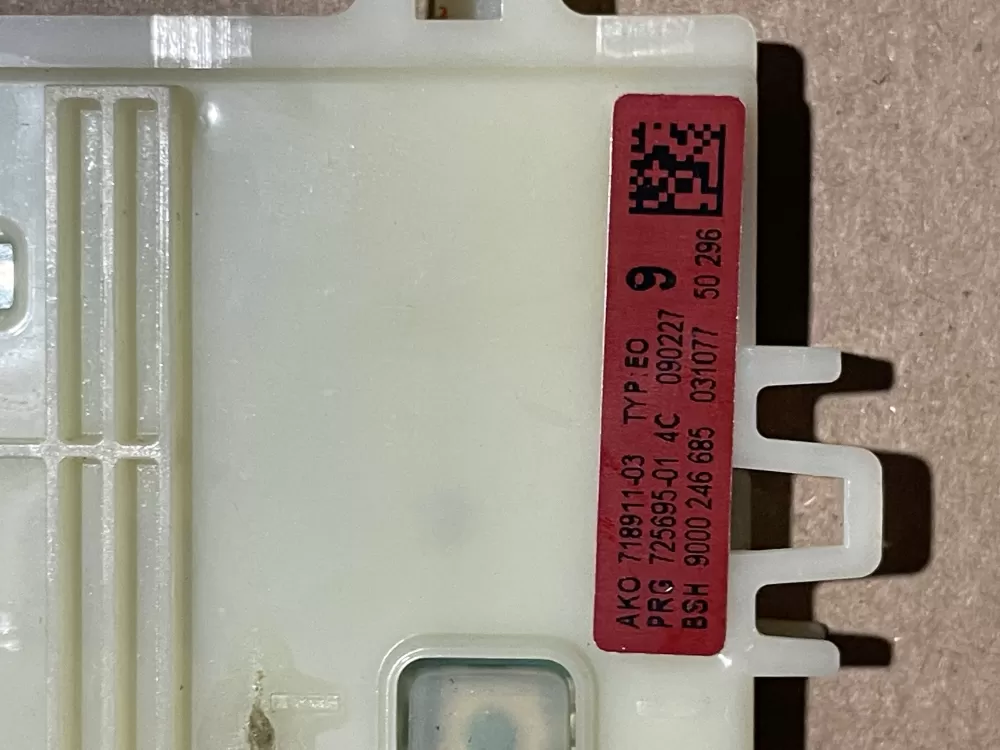 AKO 718911-03 TYP:EO 9
PRG 725695-01 4C 090227
BSH 9000 246 685 031077 50 296